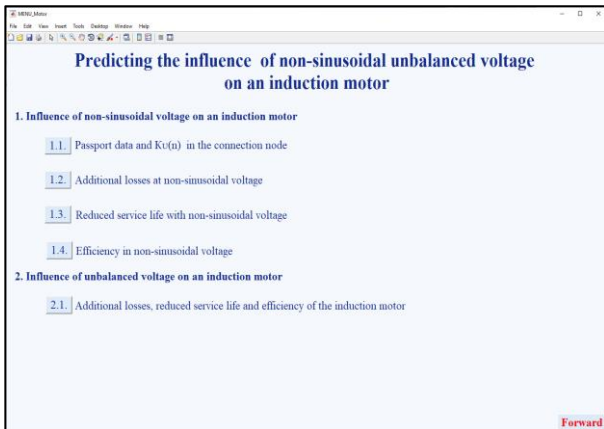 MENU_Motor
File Edit View Insert Tools Desktop Window Help
Predicting the influence of non-sinusoidal unbalanced voltage
on an induction motor
1. Influence of non-sinusoidal voltage on an induction motor
1.1. Passport data and KU(n) in the connection node
1.2. Additional losses at non-sinusoidal voltage
1.3. Reduced service life with non-sinusoidal voltage
1.4. Efficiency in non-sinusoidal voltage
2. Influence of unbalanced voltage on an induction motor
2.1. Additional losses, reduced service life and efficiency of the induction motor
Forward